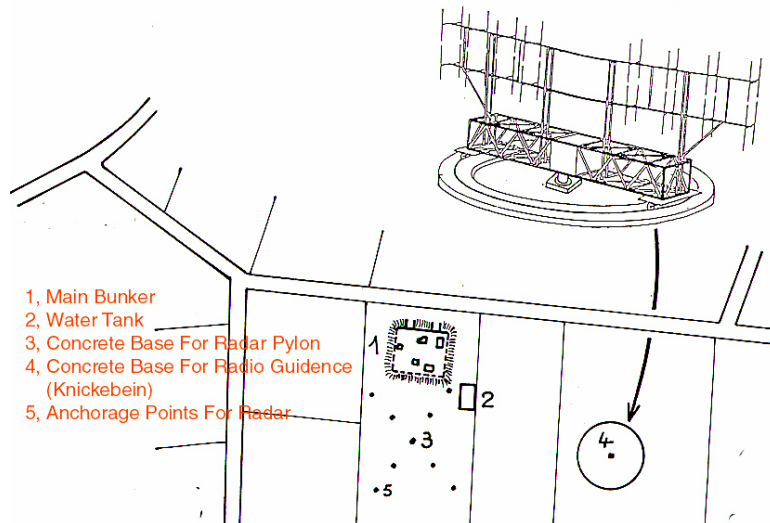 1, Main Bunker
2, Water Tank
3, Concrete Base For Radar Pylon
4, Concrete Base For Radio Guidence
(Knickebein)
5, Anchorage Points For Radar
1
2
3
4
5